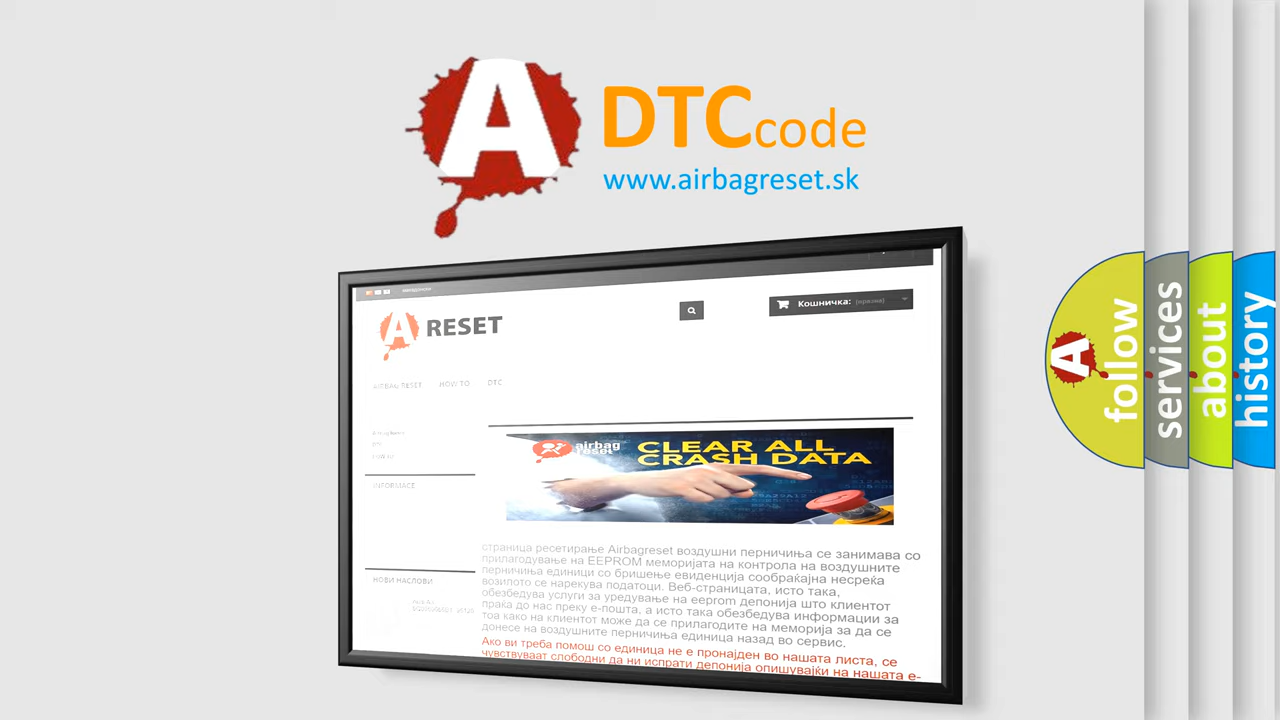 A
DTCcode
www.airbagreset.sk
A RESET
Кошничка: (празна)
AIRBAG RESET HOW TO DTC
INFORMACE
airbag
reset
CLEAR ALL
CRASH DATA
страница ресетирање Airbagreset воздушни перничиња се занимава со
прилагодување на EEPROM меморијата на контрола на воздушните
перничиња единици со бришење евиденција сообраќајна несреќа
возилото се нарекува податоци. Веб-страницата, исто така,
обезбедува услуги за уредување на eeprom депонија што клиентот
праќа до нас преку е-пошта, а исто така обезбедува информации за
тоа како на клиентот може да се прилагодите на меморија за да се
донесе на воздушните перничиња единица назад во сервис.
Ако ви треба помош со единица не е пронајден во нашата листа, се
чувствуваат слободни да ни испрати депонија опишувајќи на нашата е-
НОВИ НАСЛОВИ
A
follow
services
about
history